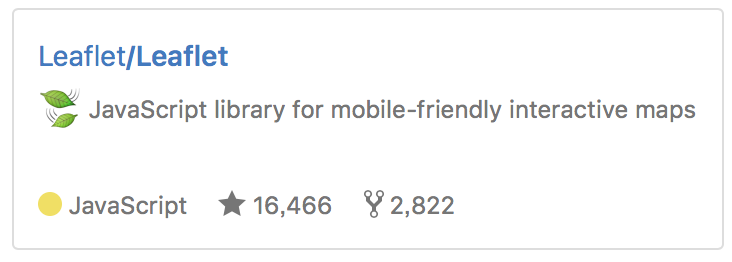 Leaflet/Leaflet
JavaScript library for mobile-friendly interactive maps
JavaScript 16,466 2,822